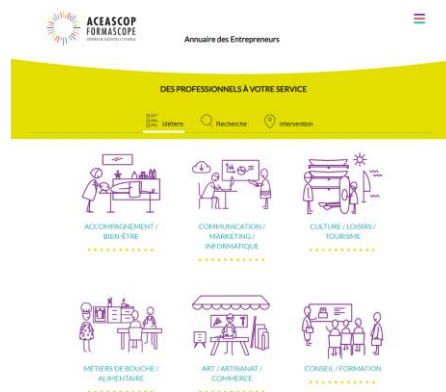 ACEASCOP
FORMASCOPE
Annuaire des Entrepreneurs
DES PROFESSIONNELS À VOTRE SERVICE
Métiers
Recherche
Intervention
ACCOMPAGNEMENT /
BIEN-ÊTRE
COMMUNICATION /
MARKETING /
INFORMATIQUE
CULTURE / LOISIRS /
TOURISME
MÉTIERS DE BOUCHE /
ALIMENTAIRE
ART / ARTISANAT /
COMMERCE
CONSEIL / FORMATION